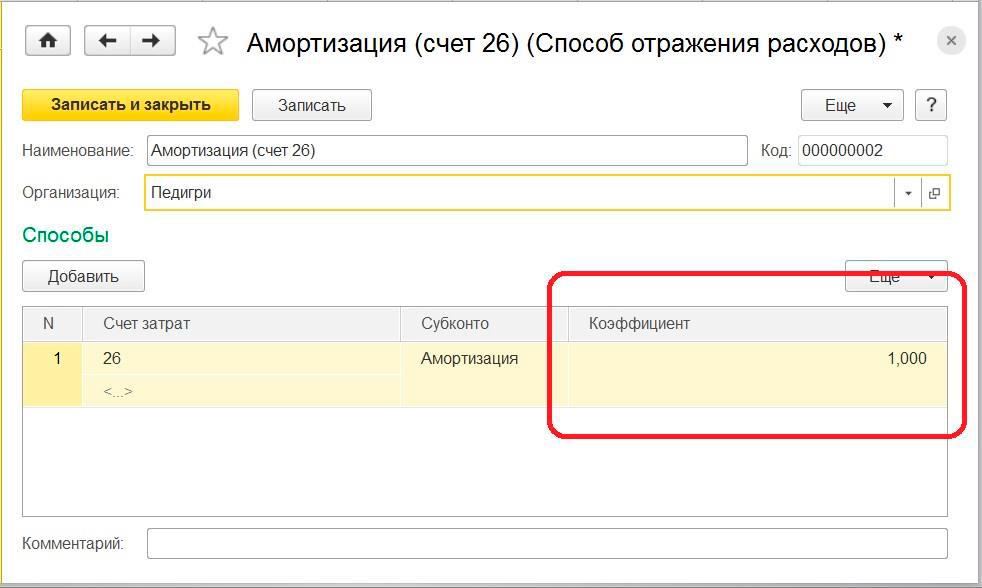 Амортизация (счет 26) (Способ отражения расходов) *
Записать и закрыть Записать Еще ?
Наименование: Амортизация (счет 26) Код: 000000002
Организация: Педигри
Способы
Добавить Еще
N Счет затрат Субконто Коэффициент
1 26 Амортизация 1,000
<...>
Комментарий: